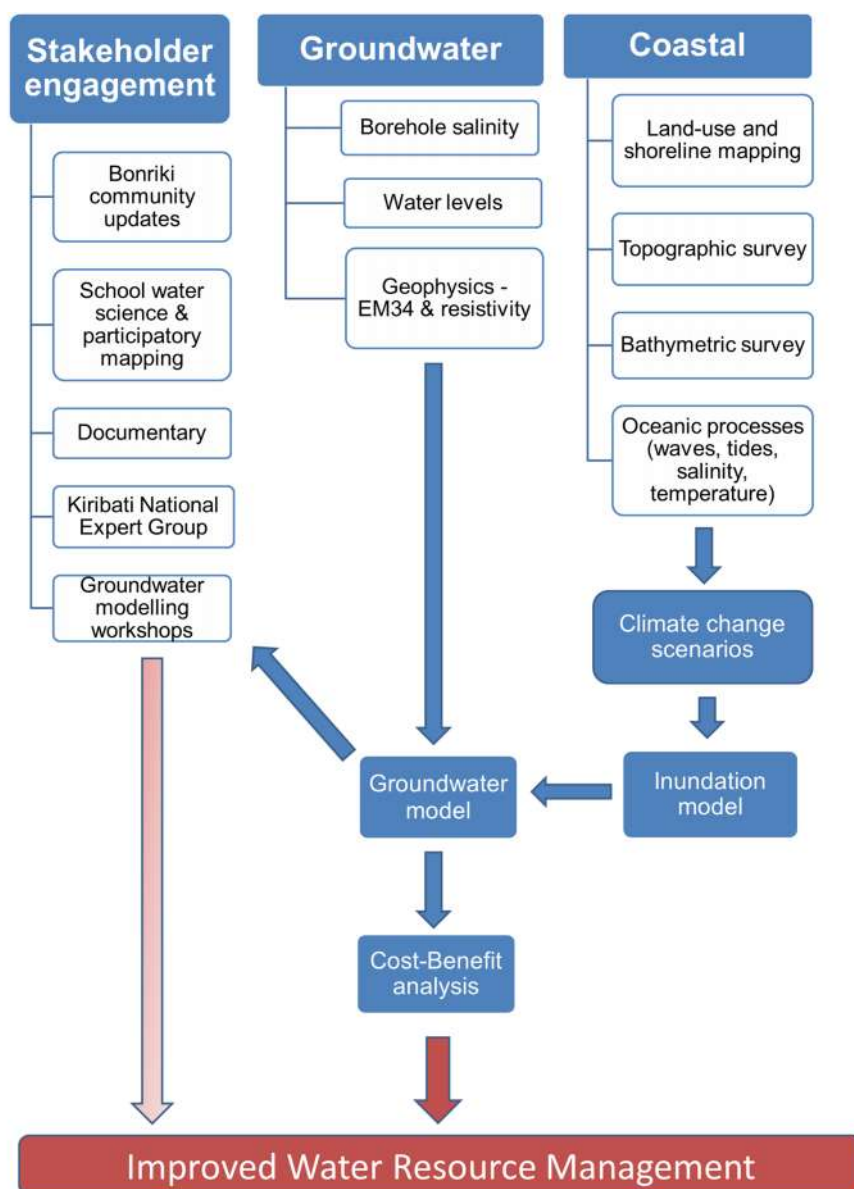 Stakeholder
engagement
Bonriki
community
updates
School water
science &
participatory
mapping
Documentary
Kiribati National
Expert Group
Groundwater
modelling
workshops
Groundwater
Borehole salinity
Water levels
Geophysics -
EM34 & resistivity
Coastal
Land-use and
shoreline mapping
Topographic survey
Bathymetric survey
Oceanic processes
(waves, tides,
salinity,
temperature)
Climate change
scenarios
Inundation
model
Groundwater
model
Cost-Benefit
analysis
Improved Water Resource Management